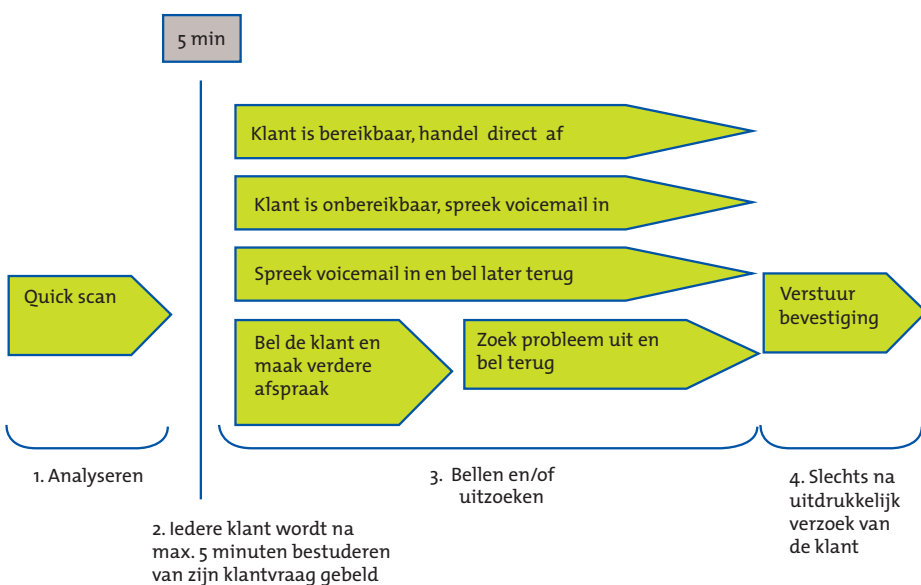 5 min
Klant is bereikbaar, handel direct af
Klant is onbereikbaar, spreek voicemail in
Spreek voicemail in en bel later terug
Quick scan
Bel de klant en
maak verdere
afspraak
Zoek probleem uit en
bel terug
Verstuur
bevestiging
1. Analyseren
2. Iedere klant wordt na
max. 5 minuten bestuderen
van zijn klantvraag gebeld
3. Bellen en/of
uitzoeken
4. Slechts na
uitdrukkelijk
verzoek van
de klant